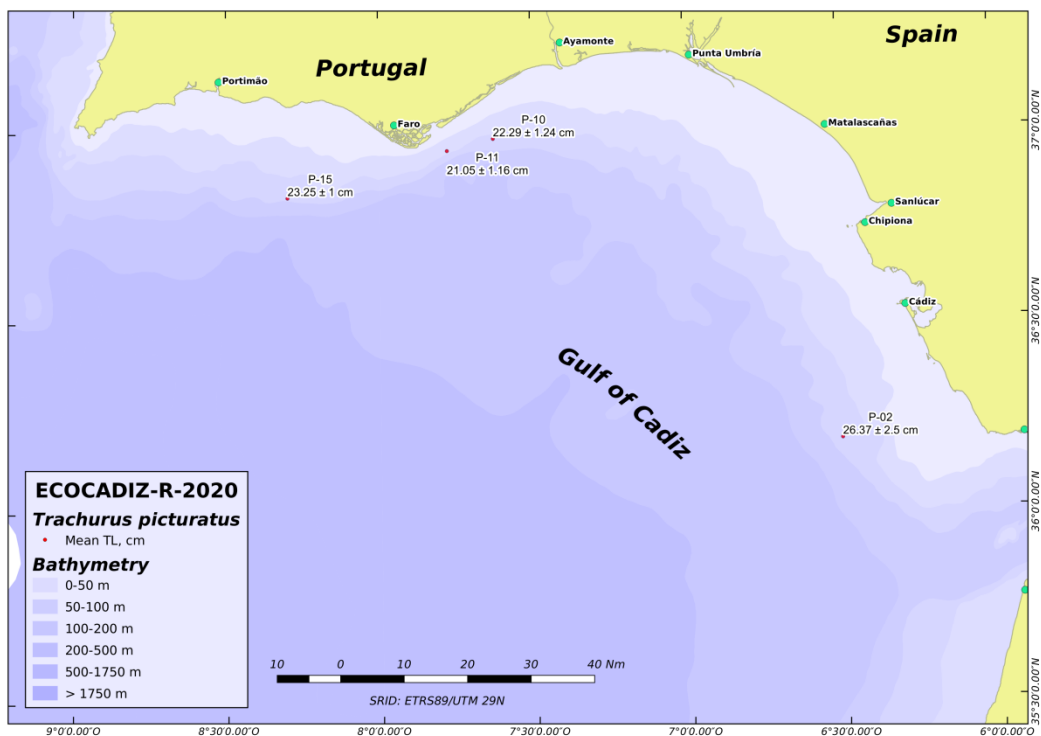 Spain
Portugal
Ayamonte
Punta Umbría
Portimão
Faro
Matalascañas
P-10
22.29 ± 1.24 cm
P-11
21.05 ± 1.16 cm
P-15
23.25 ± 1 cm
Sanlúcar
Chipiona
Cádiz
Gulf of Cadiz
P-02
26.37 ± 2.5 cm
37°0'0.00"N
36°30'0.00"N
36°0'0.00"N
35°30'0.00"N
ECOCADIZ-R-2020
Trachurus picturatus
Mean TL, cm
Bathymetry
0-50 m
50-100 m
100-200 m
200-500 m
500-1750 m
> 1750 m
10 0 10 20 30 40 Nm
SRID: ETRS89/UTM 29N
9°0'0.00"O 8°30'0.00"O 8°0'0.00"O 7°30'0.00"O 7°0'0.00"O 6°30'0.00"O 6°0'0.00"O